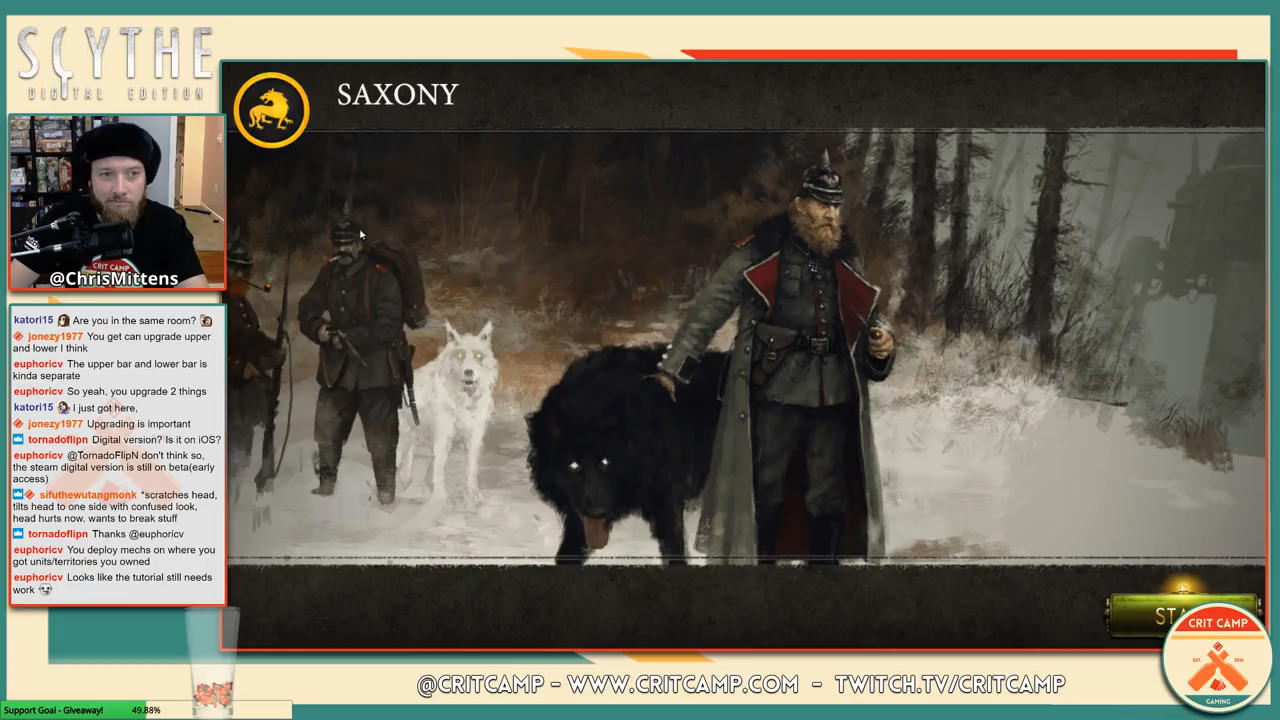 SCYTHE
DIGITAL EDITION
SAXONY
CRIT CAMP
@ChrisMittens
katori15 Are you in the same room?
jonezy1977 You get can upgrade upper
and lower I think
euphoricv The upper bar and lower bar is
kinda separate
euphoricv So yeah, you upgrade 2 things
katori15 I just got here,
jonezy1977 Upgrading is important
tornadoflipn Digital version? Is it on iOS?
euphoricv @TornadoFlipN don't think so,
the steam digital version is still on beta(early
access)
sifuthewutangmonk *scratches head,
tilts head to one side with confused look,
head hurts now. wants to break stuff
tornadoflipn Thanks @euphoricv
euphoricv You deploy mechs on where you
got units/territories you owned
euphoricv Looks like the tutorial still needs
work
CRIT CAMP
EST. 2014
GAMING
@CRITCAMP - WWW.CRITCAMP.COM - TWITCH.TV/CRITCAMP
Support Goal - Giveaway! 49.88%